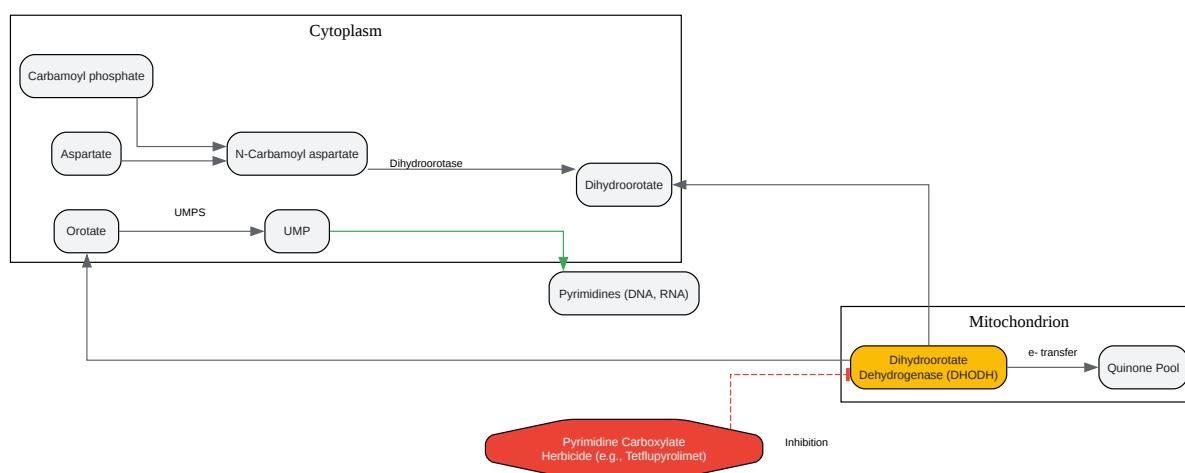 Cytoplasm
Carbamoyl phosphate
Aspartate
N-Carbamoyl aspartate
Dihydroorotase
Dihydroorotate
Orotate
UMPS
UMP
Pyrimidines (DNA, RNA)
Mitochondrion
Dihydroorotate
Dehydrogenase (DHODH)
e- transfer
Quinone Pool
Pyrimidine Carboxylate
Herbicide (e.g., Tetflupyrolimet)
Inhibition